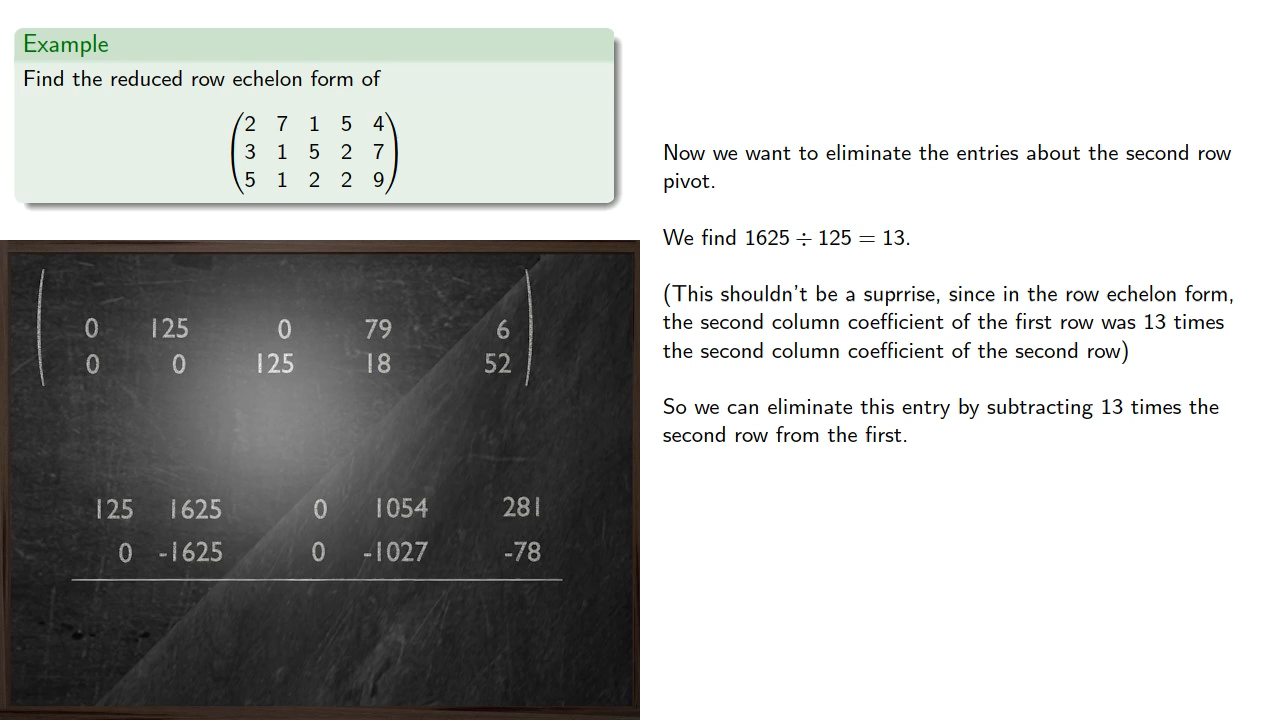 Example
Find the reduced row echelon form of
2 7 1 5 4
3 1 5 2 7
5 1 2 2 9
0 125 0 79 6
0 0 125 18 52
125 1625 0 1054 281
0 -1625 0 -1027 -78
Now we want to eliminate the entries about the second row
pivot.
We find 1625 ÷ 125 = 13.
(This shouldn't be a suprrise, since in the row echelon form,
the second column coefficient of the first row was 13 times
the second column coefficient of the second row)
So we can eliminate this entry by subtracting 13 times the
second row from the first.